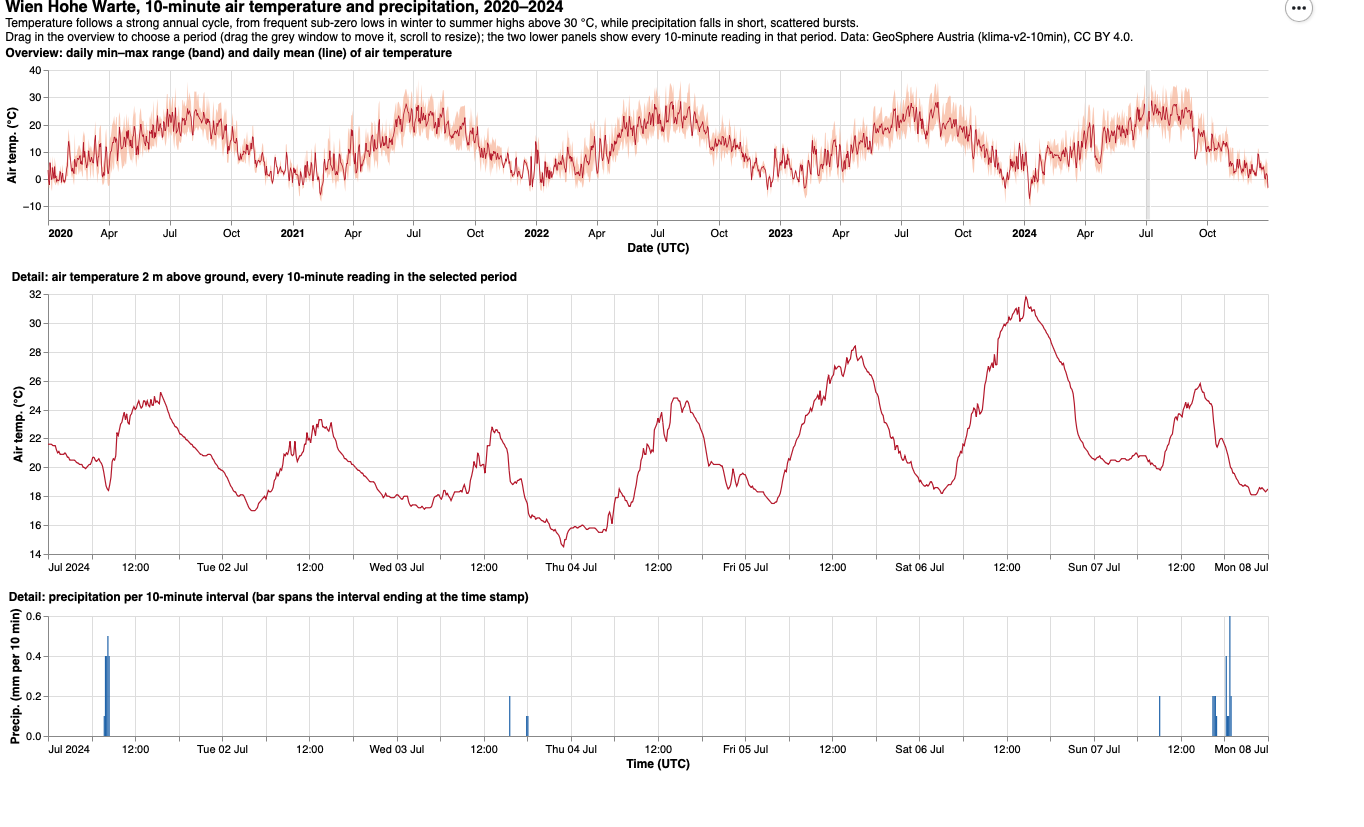 Wien Hohe Warte, 10-minute air temperature and precipitation, 2020–2024
Temperature follows a strong annual cycle, from frequent sub-zero lows in winter to summer highs above 30 °C, while precipitation falls in short, scattered bursts.
Drag in the overview to choose a period (drag the grey window to move it, scroll to resize); the two lower panels show every 10-minute reading in that period. Data: GeoSphere Austria (klima-v2-10min), CC BY 4.0.
Overview: daily min–max range (band) and daily mean (line) of air temperature
Air temp. (°C)
40
30
20
10
0
−10
2020 Apr Jul Oct 2021 Apr Jul Oct 2022 Apr Jul Oct 2023 Apr Jul Oct 2024 Apr Jul Oct
Date (UTC)
Detail: air temperature 2 m above ground, every 10-minute reading in the selected period
Air temp. (°C)
32
30
28
26
24
22
20
18
16
14
Jul 2024 12:00 Tue 02 Jul 12:00 Wed 03 Jul 12:00 Thu 04 Jul 12:00 Fri 05 Jul 12:00 Sat 06 Jul 12:00 Sun 07 Jul 12:00 Mon 08 Jul
Detail: precipitation per 10-minute interval (bar spans the interval ending at the time stamp)
Precip. (mm per 10 min)
0.6
0.4
0.2
0.0
Jul 2024 12:00 Tue 02 Jul 12:00 Wed 03 Jul 12:00 Thu 04 Jul 12:00 Fri 05 Jul 12:00 Sat 06 Jul 12:00 Sun 07 Jul 12:00 Mon 08 Jul
Time (UTC)